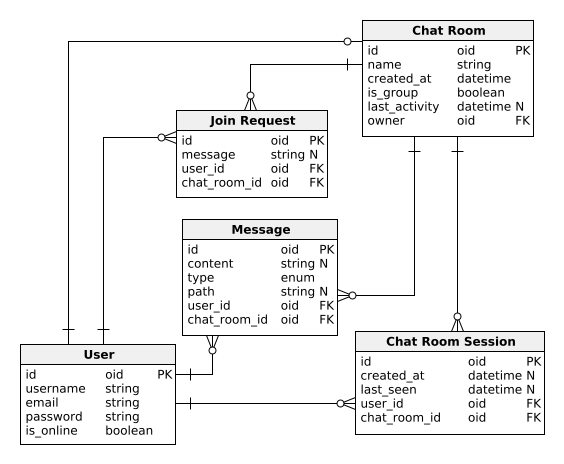 Chat Room
id oid PK
name string
created_at datetime
is_group boolean
last_activity datetime N
owner oid FK
Join Request
id oid PK
message string N
user_id oid FK
chat_room_id oid FK
Message
id oid PK
content string N
type enum
path string N
user_id oid FK
chat_room_id oid FK
Chat Room Session
id oid PK
created_at datetime N
last_seen datetime N
user_id oid FK
chat_room_id oid FK
User
id oid PK
username string
email string
password string
is_online boolean